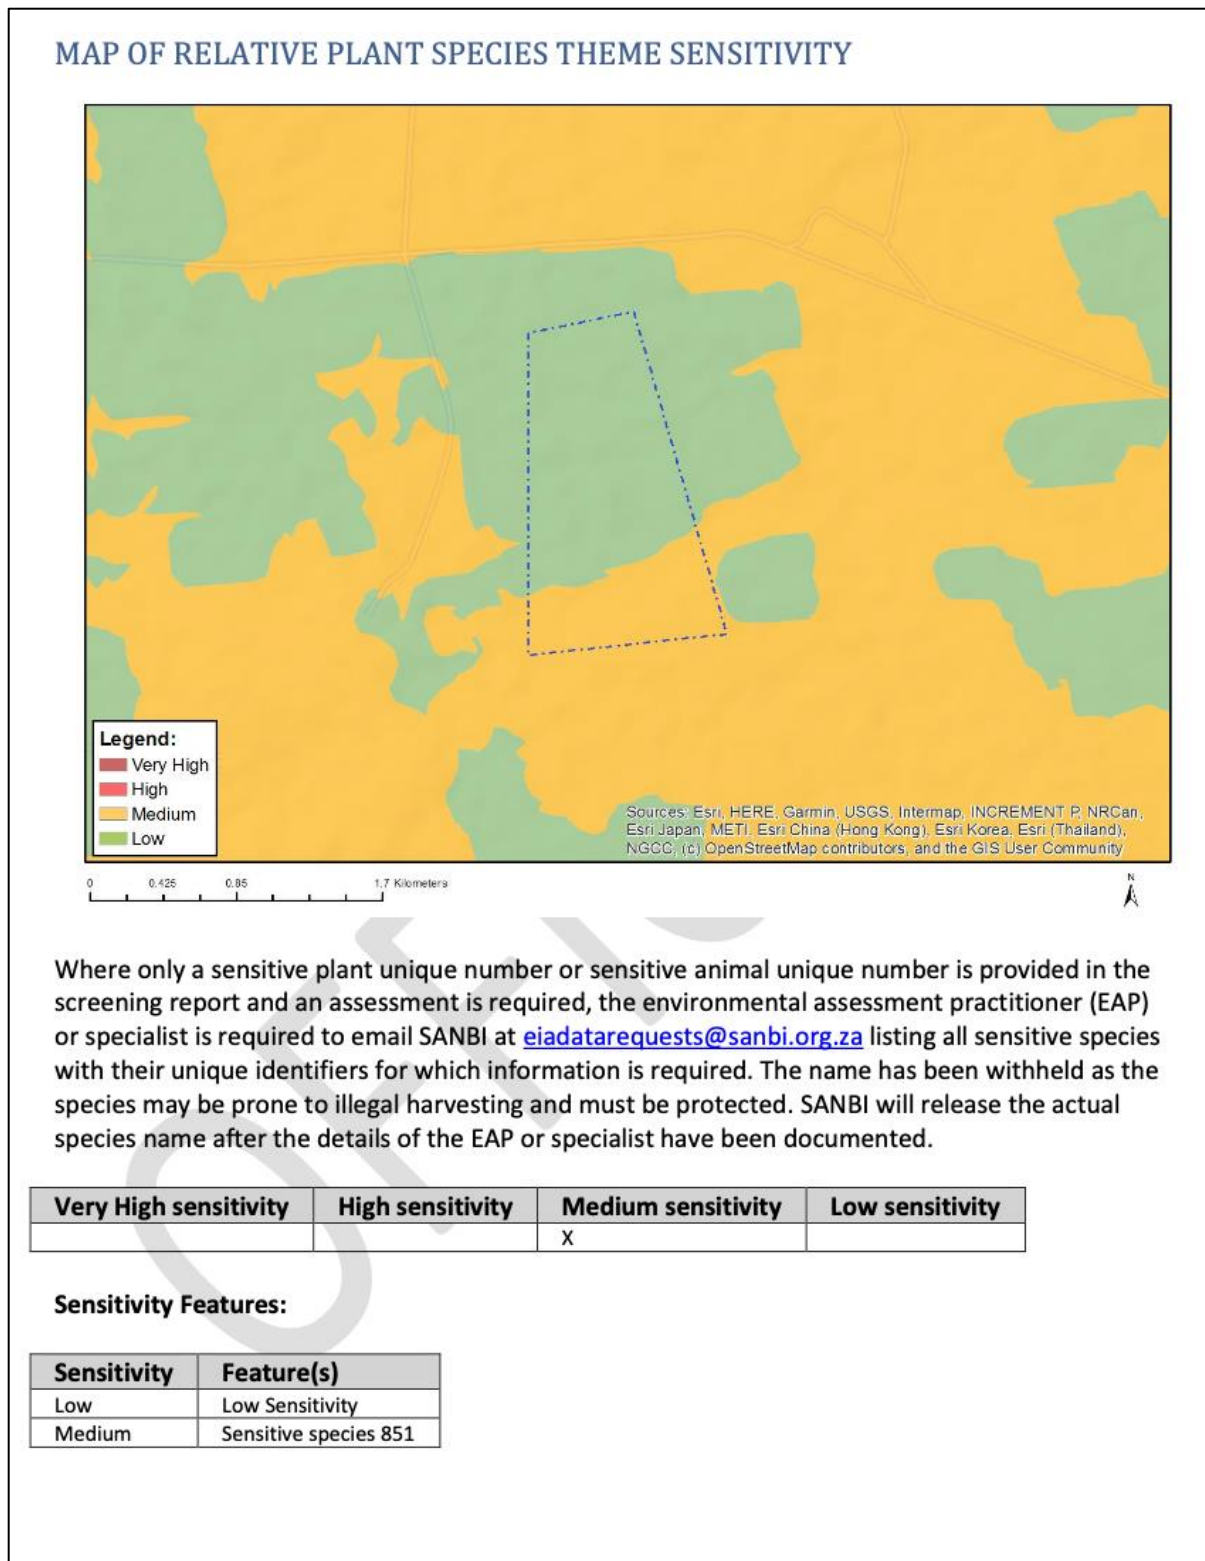 MAP OF RELATIVE PLANT SPECIES THEME SENSITIVITY
Legend:
Very High
High
Medium
Low
Sources: Esri, HERE, Garmin, USGS, Intermap, INCREMENT P, NRCan,
Esri Japan, METI, Esri China (Hong Kong), Esri Korea, Esri (Thailand),
NGCC, (c) OpenStreetMap contributors, and the GIS User Community
0 0.425 0.85 1.7 Kilometers
N
Where only a sensitive plant unique number or sensitive animal unique number is provided in the
screening report and an assessment is required, the environmental assessment practitioner (EAP)
or specialist is required to email SANBI at eiadatarequests@sanbi.org.za listing all sensitive species
with their unique identifiers for which information is required. The name has been withheld as the
species may be prone to illegal harvesting and must be protected. SANBI will release the actual
species name after the details of the EAP or specialist have been documented.
Very High sensitivity High sensitivity Medium sensitivity Low sensitivity
X
Sensitivity Features:
Sensitivity Feature(s)
Low Low Sensitivity
Medium Sensitive species 851